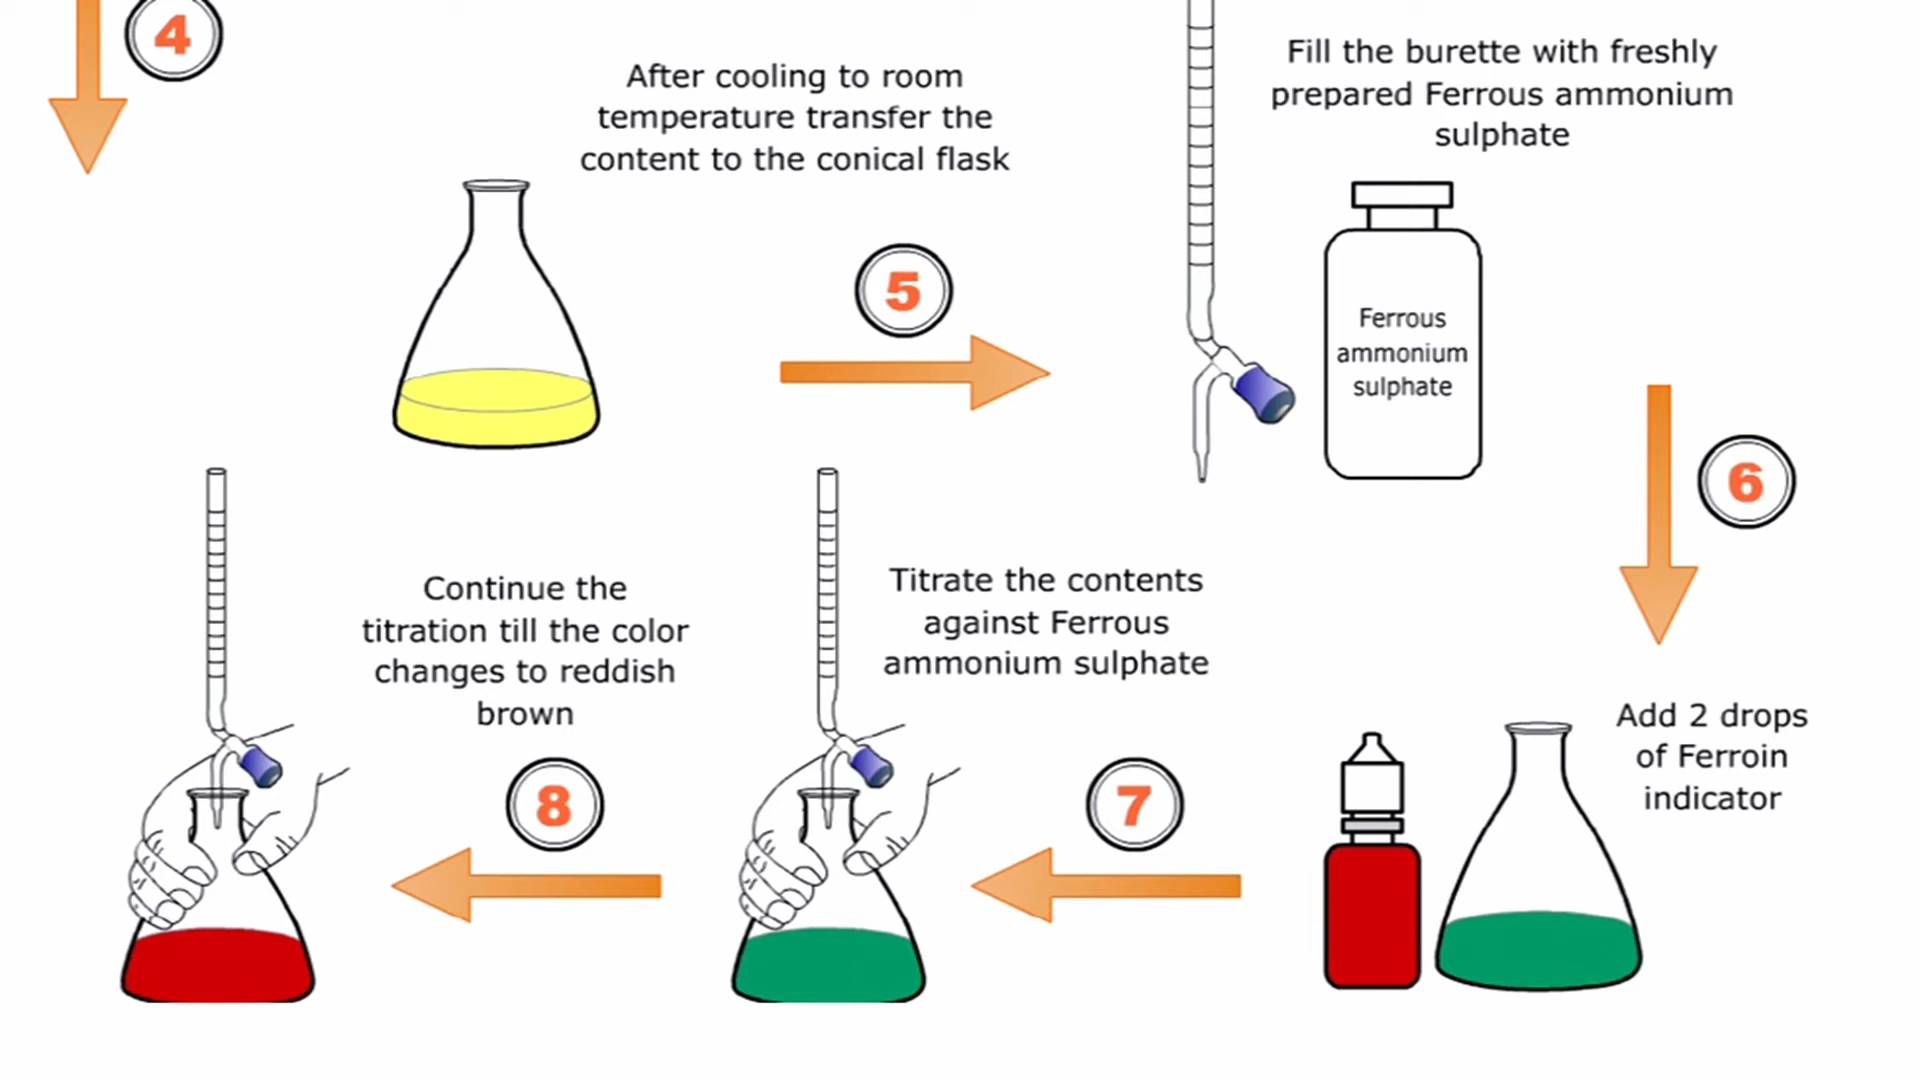 4
After cooling to room
temperature transfer the
content to the conical flask
5
Fill the burette with freshly
prepared Ferrous ammonium
sulphate
Ferrous
ammonium
sulphate
6
Add 2 drops
of Ferroin
indicator
7
Titrate the contents
against Ferrous
ammonium sulphate
8
Continue the
titration till the color
changes to reddish
brown